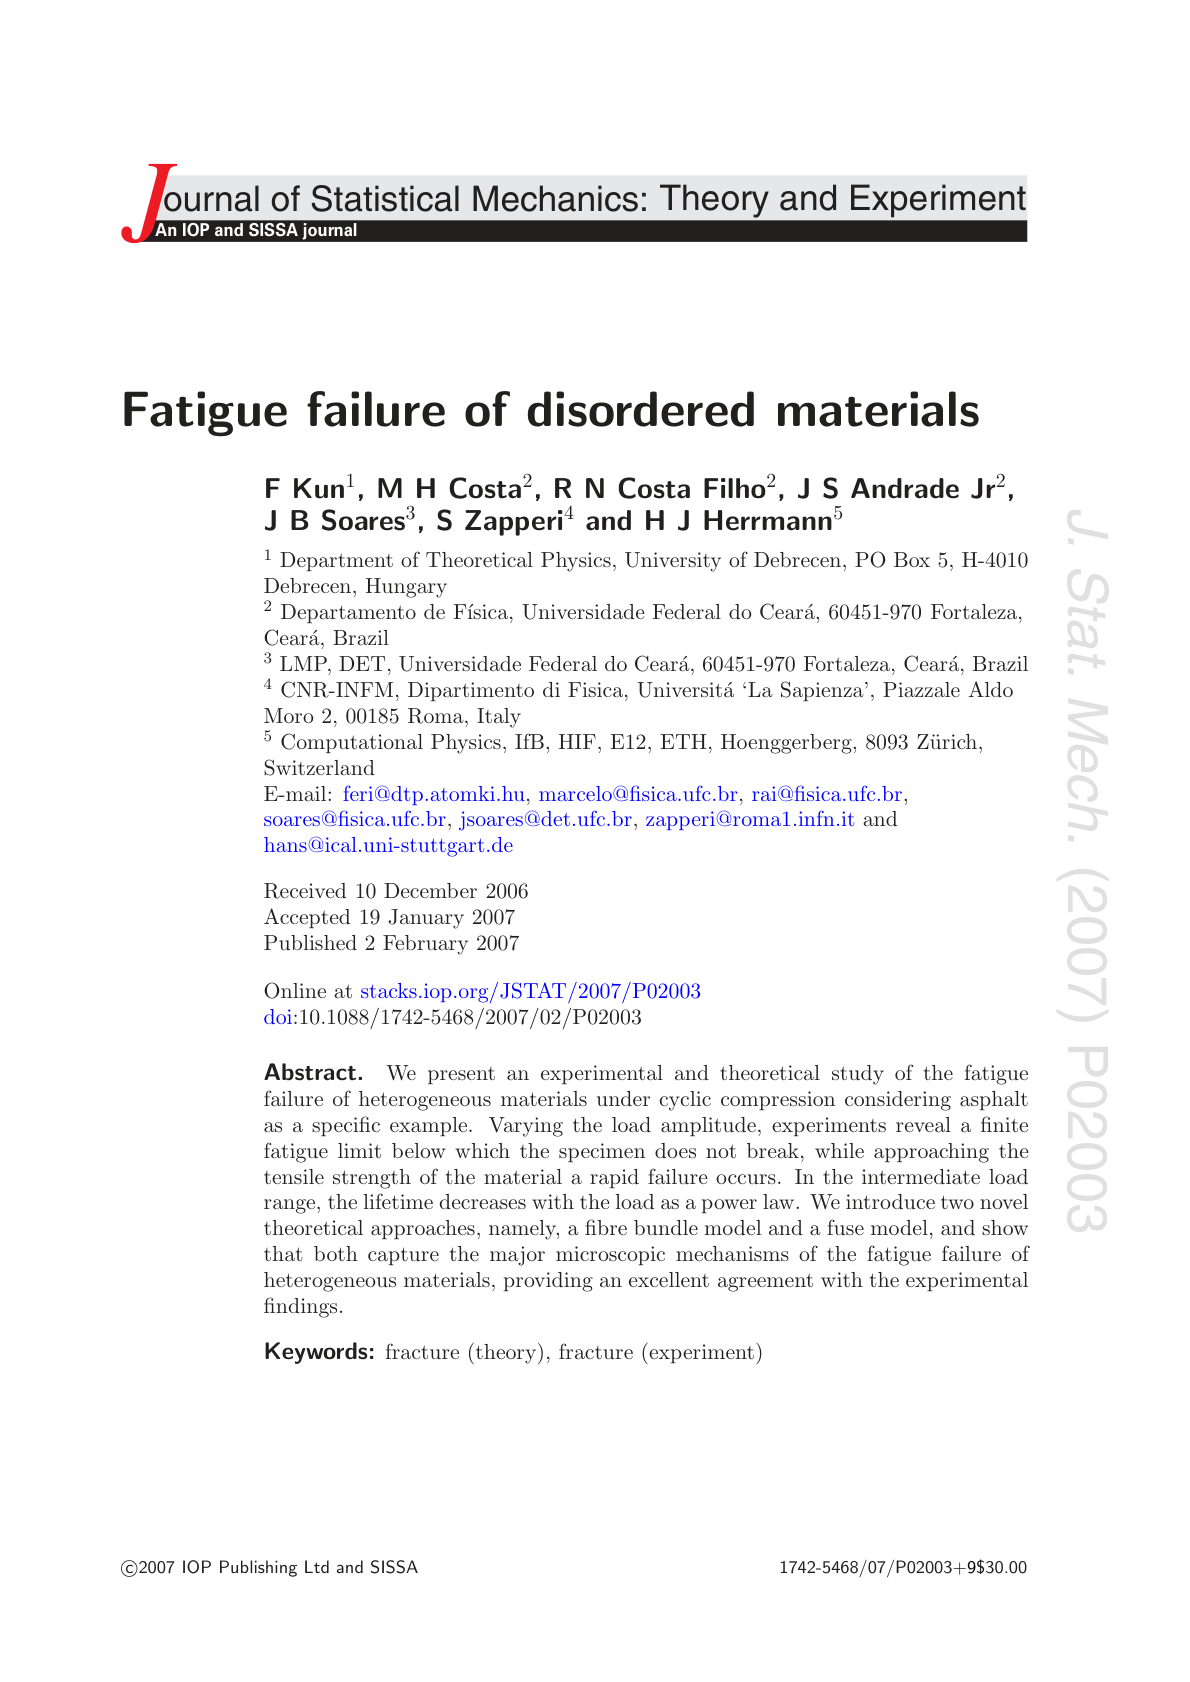 Journal of Statistical Mechanics: Theory and Experiment
An IOP and SISSA journal
Fatigue failure of disordered materials
F Kun1, M H Costa2, R N Costa Filho2, J S Andrade Jr2,
J B Soares3, S Zapperi4 and H J Herrmann5
1 Department of Theoretical Physics, University of Debrecen, PO Box 5, H-4010
Debrecen, Hungary
2 Departamento de Física, Universidade Federal do Ceará, 60451-970 Fortaleza,
Ceará, Brazil
3 LMP, DET, Universidade Federal do Ceará, 60451-970 Fortaleza, Ceará, Brazil
4 CNR-INFM, Dipartimento di Fisica, Universitá ‘La Sapienza’, Piazzale Aldo
Moro 2, 00185 Roma, Italy
5 Computational Physics, IfB, HIF, E12, ETH, Hoenggerberg, 8093 Zürich,
Switzerland
E-mail: feri@dtp.atomki.hu, marcelo@fisica.ufc.br, rai@fisica.ufc.br,
soares@fisica.ufc.br, jsoares@det.ufc.br, zapperi@roma1.infn.it and
hans@ical.uni-stuttgart.de
Received 10 December 2006
Accepted 19 January 2007
Published 2 February 2007
Online at stacks.iop.org/JSTAT/2007/P02003
doi:10.1088/1742-5468/2007/02/P02003
Abstract. We present an experimental and theoretical study of the fatigue
failure of heterogeneous materials under cyclic compression considering asphalt
as a specific example. Varying the load amplitude, experiments reveal a finite
fatigue limit below which the specimen does not break, while approaching the
tensile strength of the material a rapid failure occurs. In the intermediate load
range, the lifetime decreases with the load as a power law. We introduce two novel
theoretical approaches, namely, a fibre bundle model and a fuse model, and show
that both capture the major microscopic mechanisms of the fatigue failure of
heterogeneous materials, providing an excellent agreement with the experimental
findings.
Keywords: fracture (theory), fracture (experiment)
©2007 IOP Publishing Ltd and SISSA
1742-5468/07/P02003+9$30.00
J. Stat. Mech. (2007) P02003